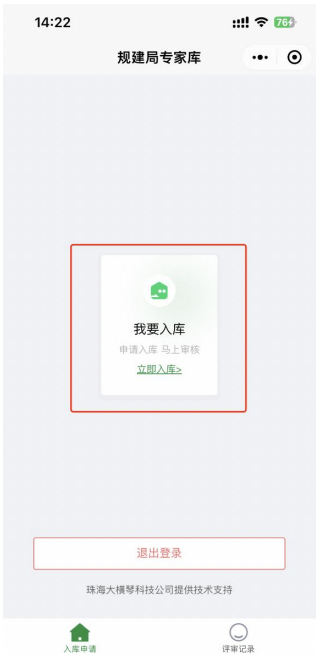 14:22
76
规建局专家库
我要入库
申请入库 马上审核
立即入库>
退出登录
珠海大横琴科技公司提供技术支持
入库申请
评审记录